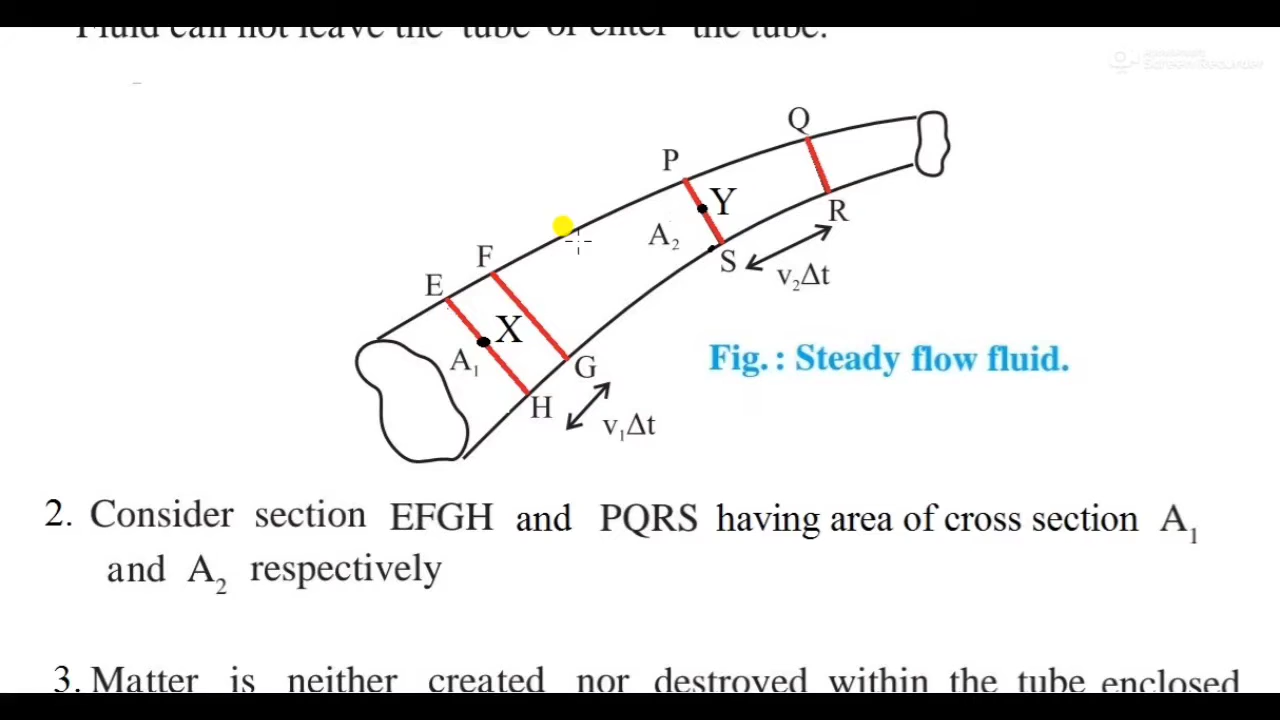 Fluid can not leave the tube or enter the tube.
Screen Recorder
Q
P
Y
R
A₂
S
v₂Δt
F
E
X
A₁
G
H
v₁Δt
Fig. : Steady flow fluid.
2. Consider section EFGH and PQRS having area of cross section A₁
and A₂ respectively
3. Matter is neither created nor destroyed within the tube enclosed